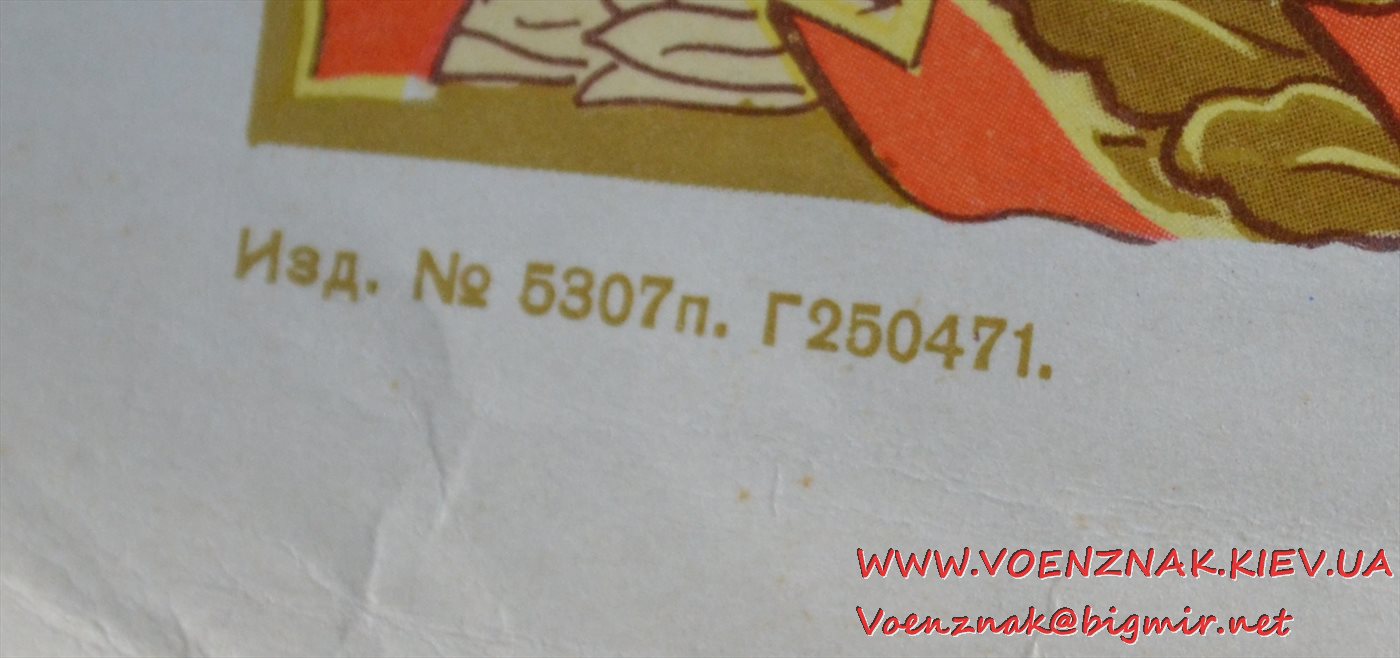 Изд. № 5307п. Г250471.
WWW.VOENZNAK.KIEV.UA
Voenznak@bigmir.net